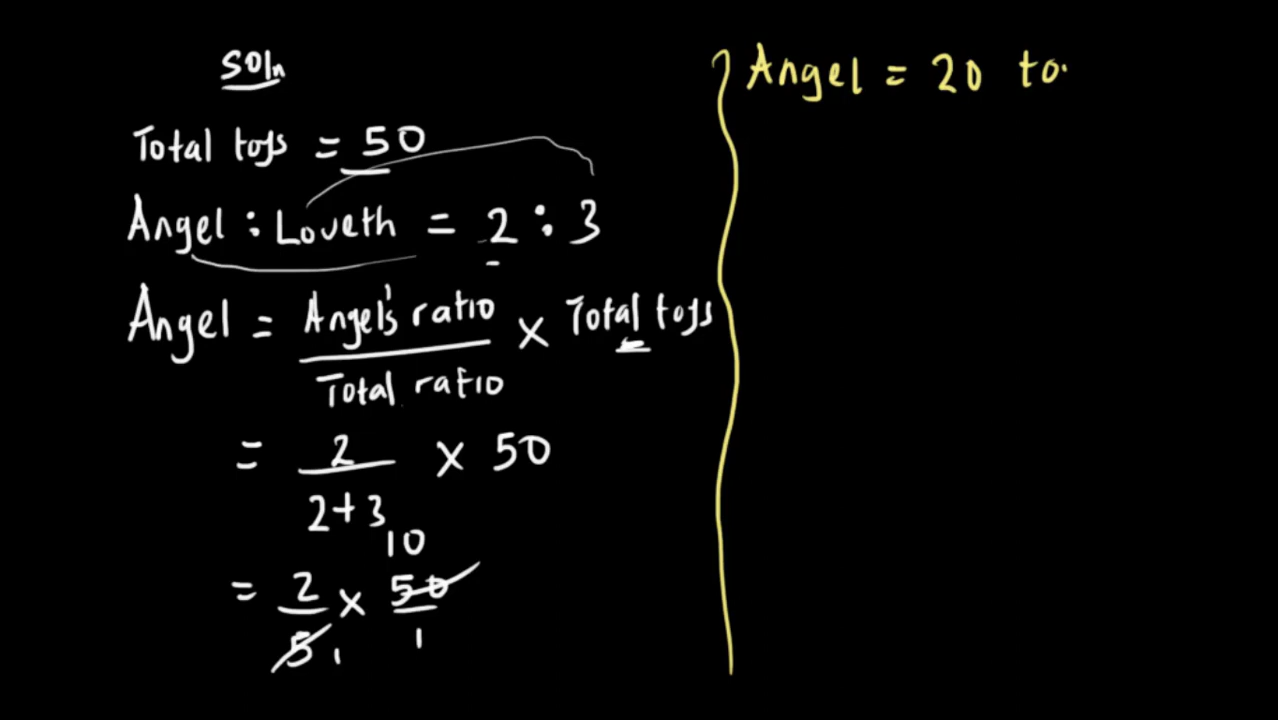 Soln
Total toys = 50
Angel : Loveth = 2 : 3
Angel = Angel's ratio / Total ratio × Total toys
= 2 / 2+3 × 50
10
= 2 / 5 × 50 / 1
1
Angel = 20 to